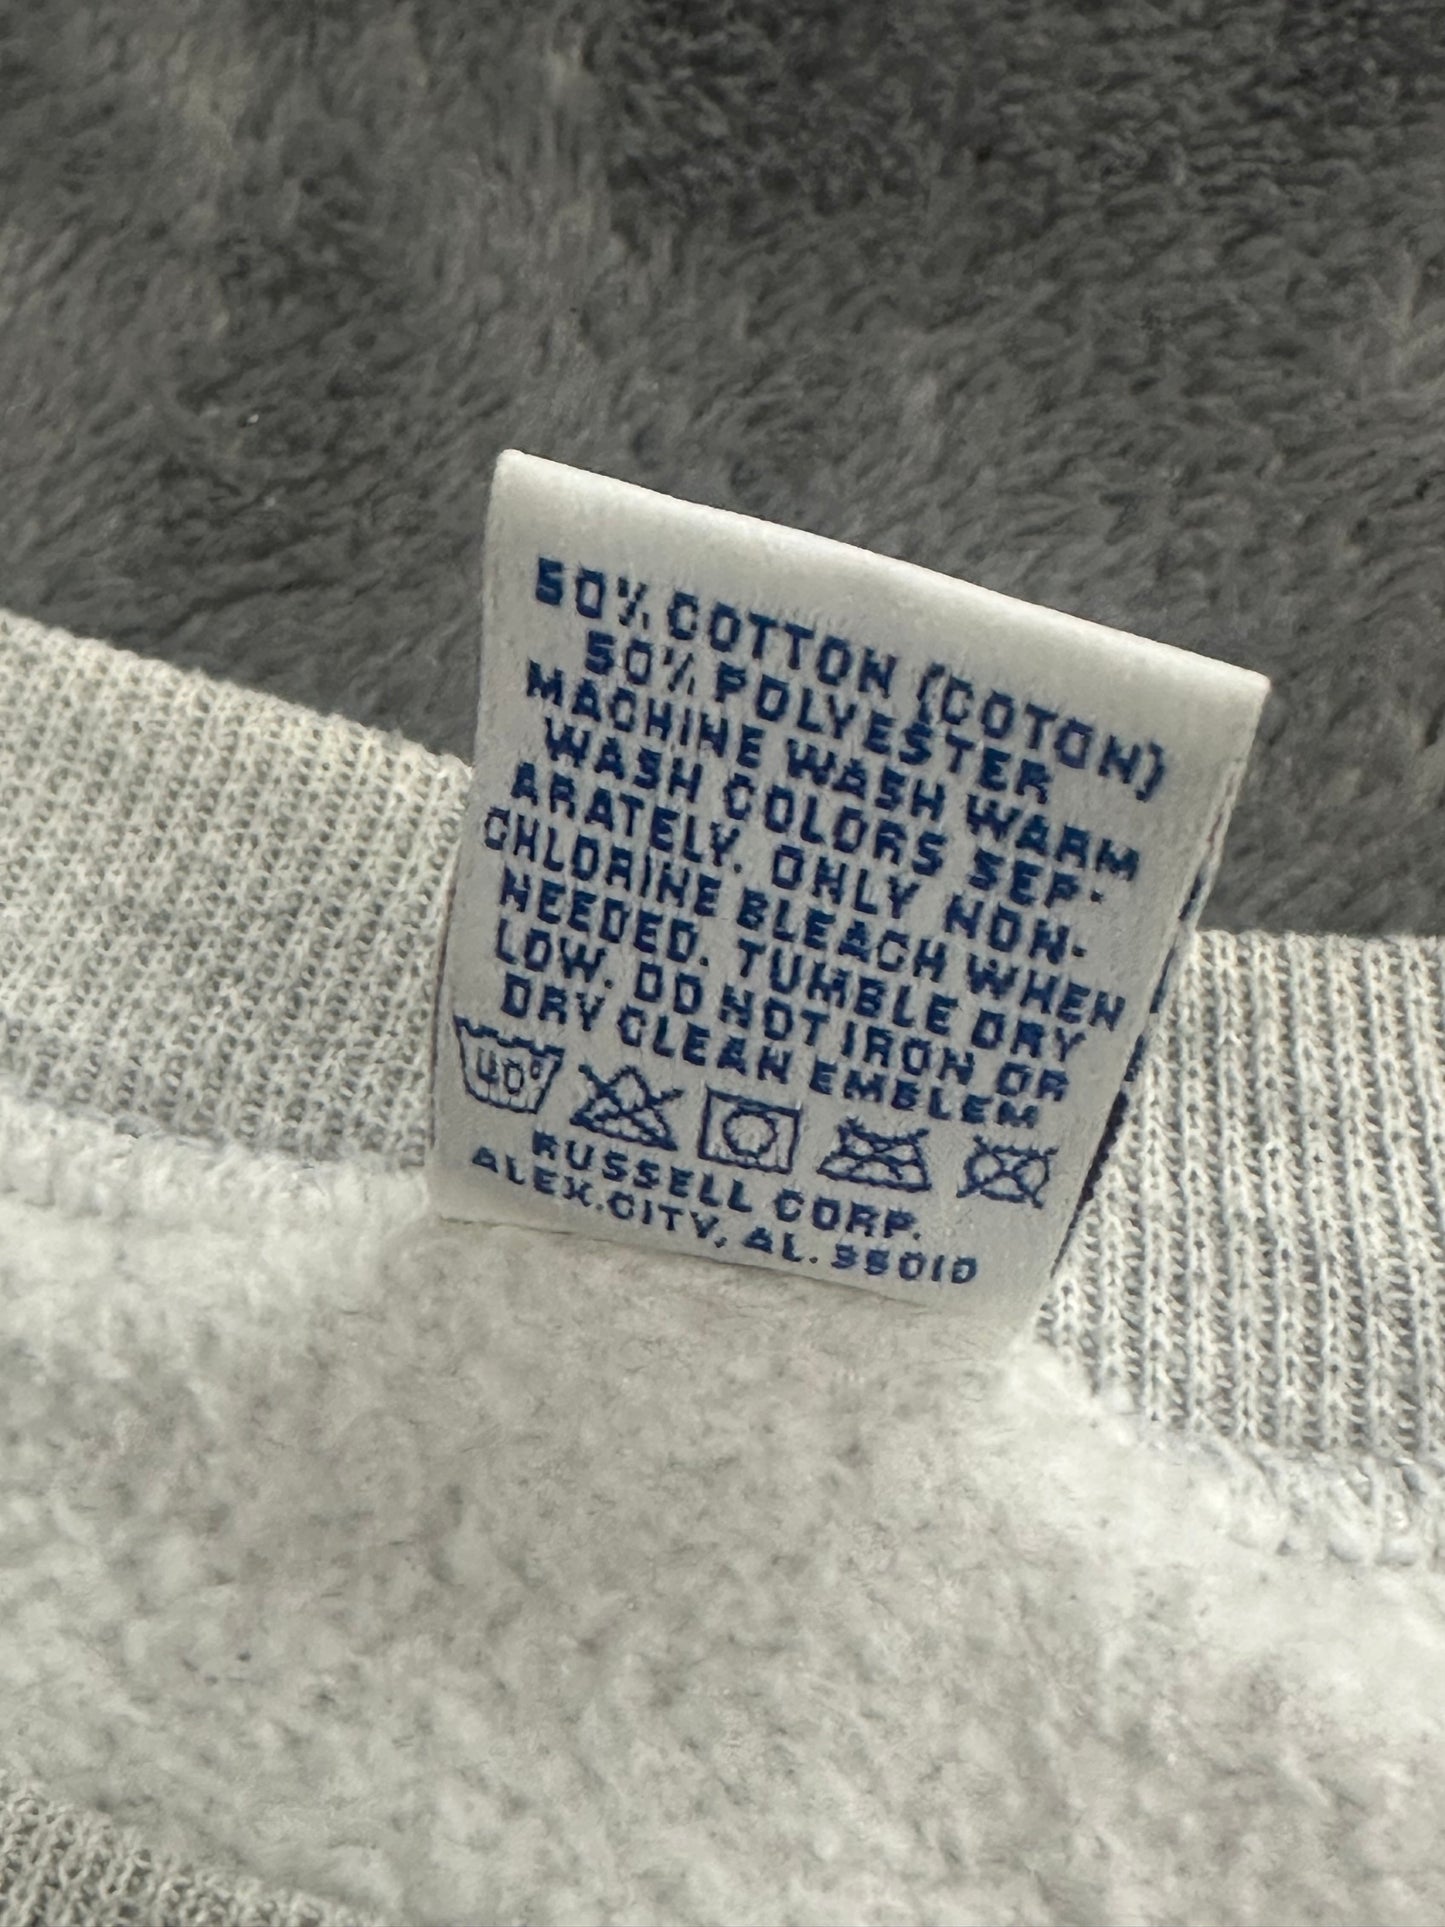 50% COTTON (COTON)
50% POLYESTER
MACHINE WASH WARM
WASH COLORS SEP-
ARATELY. ONLY NON-
CHLORINE BLEACH WHEN
NEEDED. TUMBLE DRY
LOW. DO NOT IRON OR
DRY CLEAN EMBLEM
40°
RUSSELL CORP.
ALEX.CITY, AL. 35010